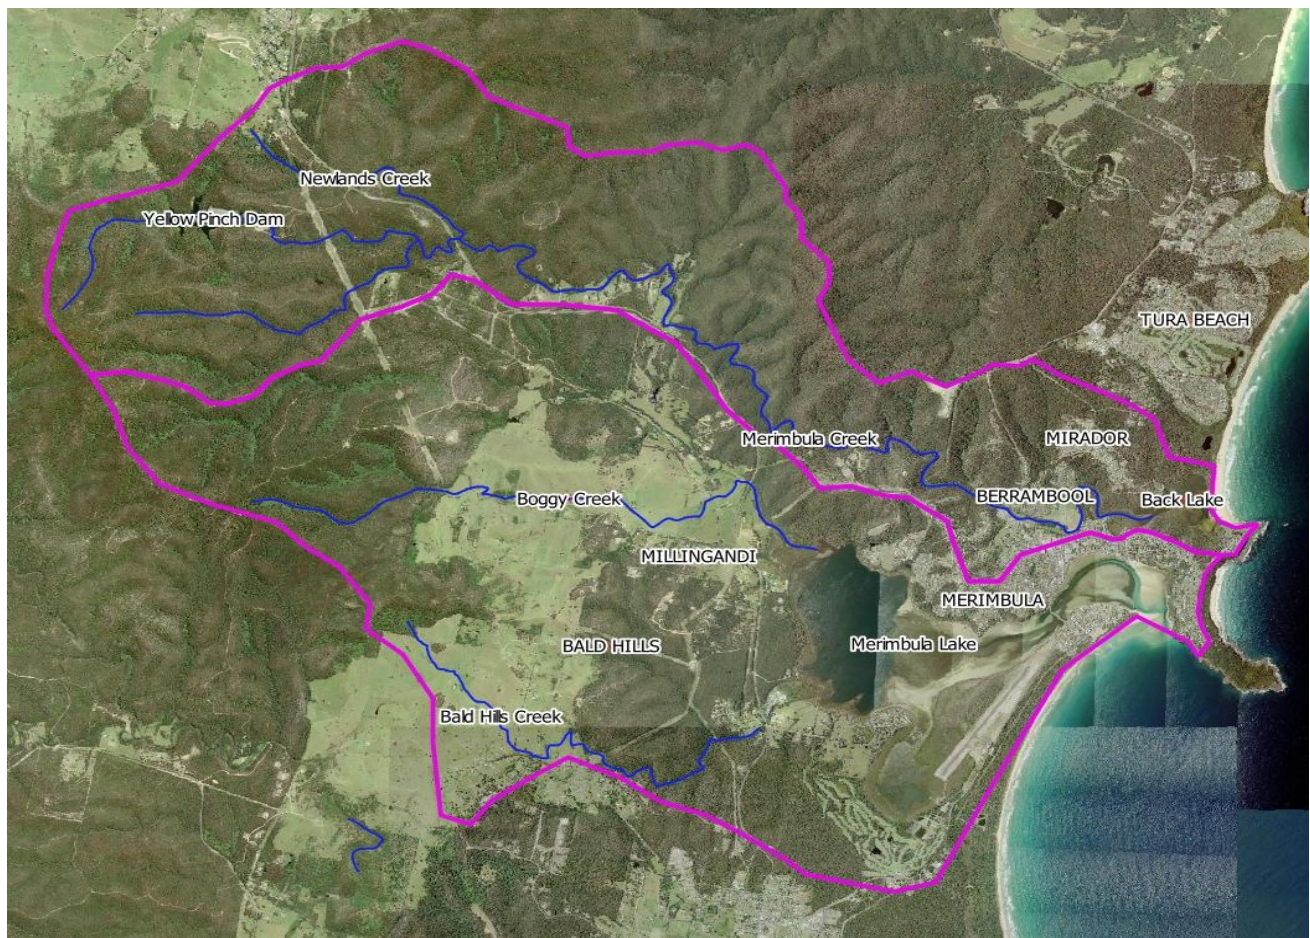 Newlands Creek
Yellow Pinch Dam
TURA BEACH
Merimbula Creek
MIRADOR
Boggy Creek
BERRAMBOOL
Back Lake
MILLINGANDI
MERIMBULA
BALD HILLS
Merimbula Lake
Bald Hills Creek